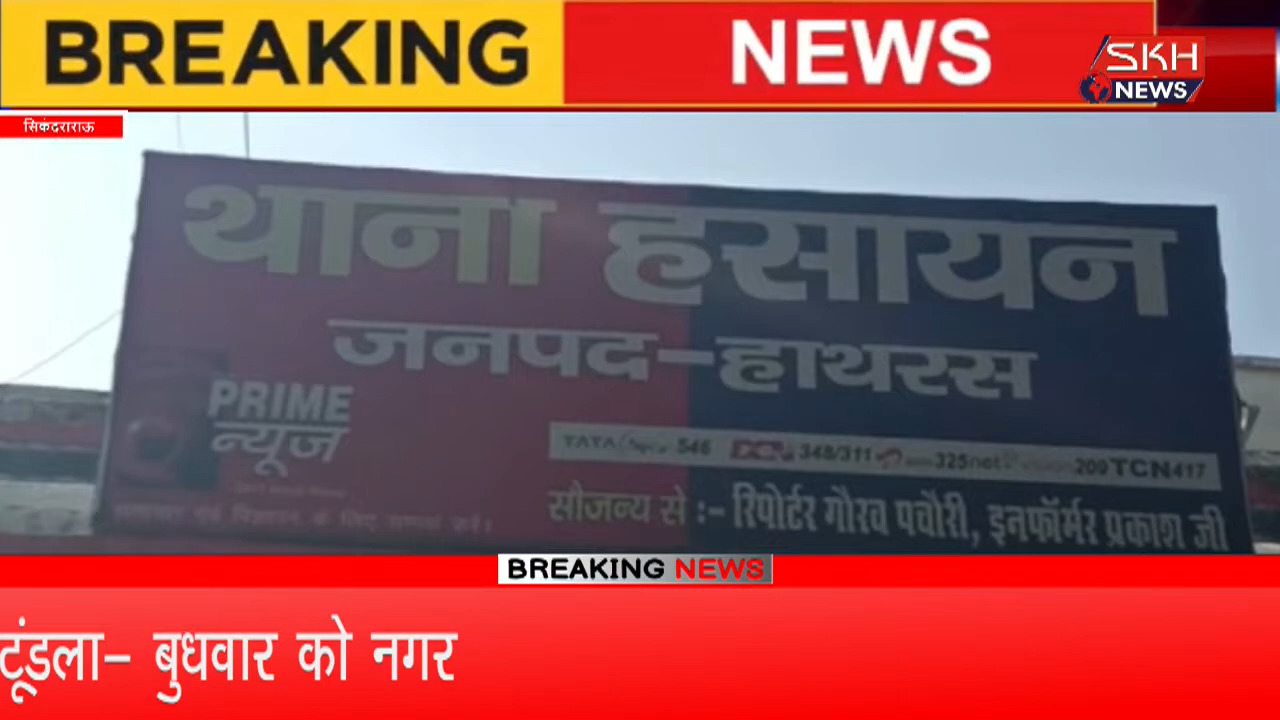 BREAKING NEWS
SKH
NEWS
सिकंदराराऊ
थाना हसायन
जनपद-हाथरस
PRIME
न्यूज
TATA 546 348/311 325 net 209 TCN 417
सौजन्य से :- रिपोर्टर गौरव पचौरी, इनफॉर्मर प्रकाश जी
BREAKING NEWS
टूंडला- बुधवार को नगर